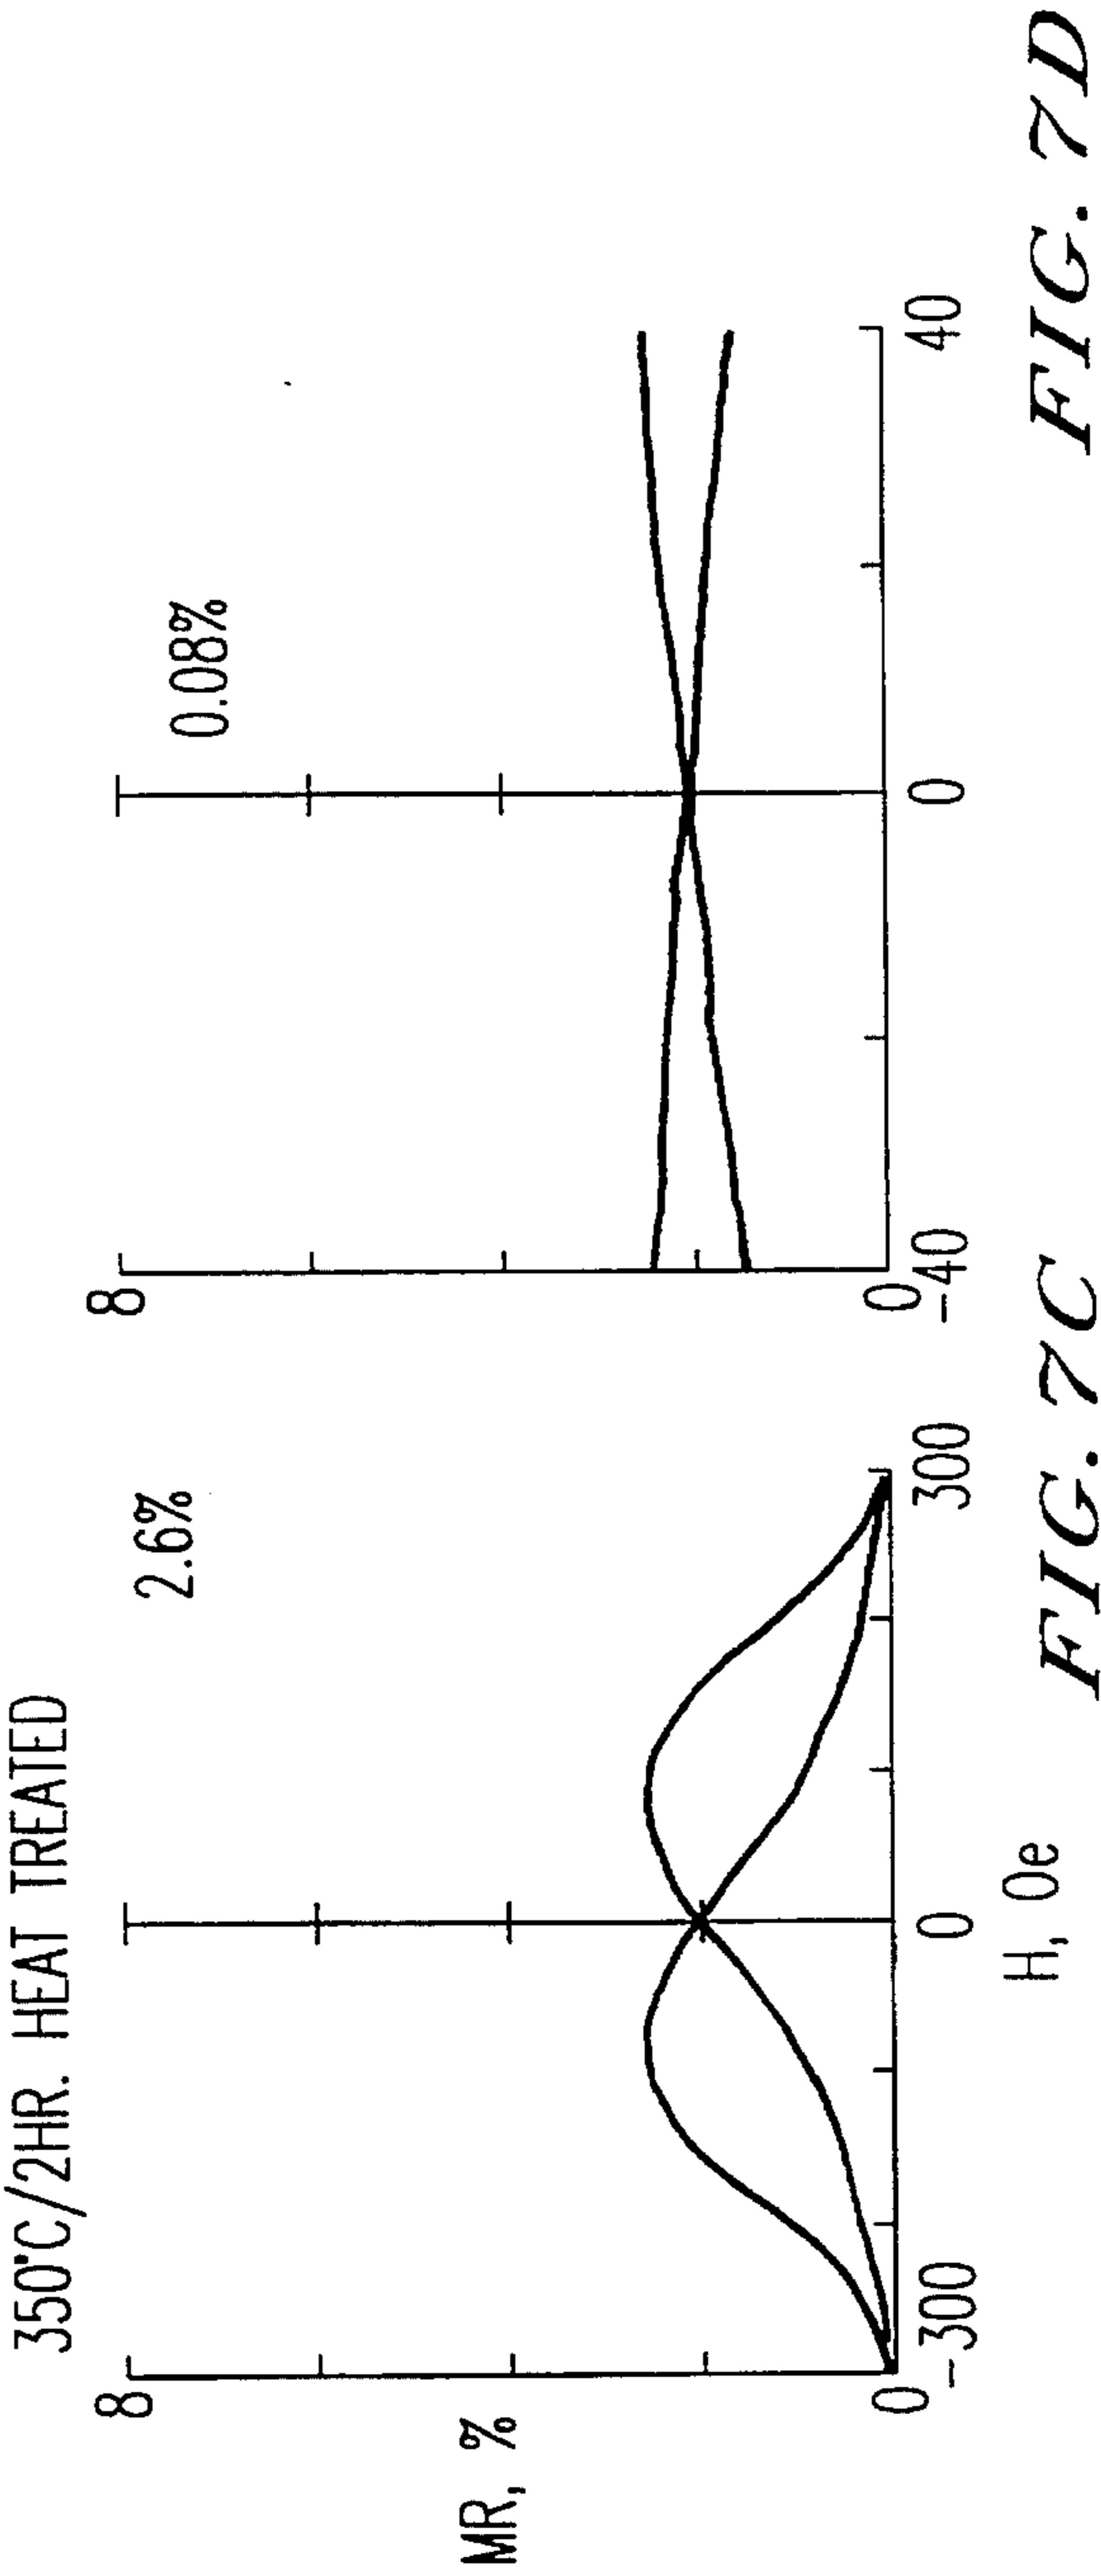 350°C/2HR. HEAT TREATED
MR, %
8
0
2.6%
-300
0
300
H, Oe
FIG. 7C
8
0
0.08%
-40
0
40
FIG. 7D